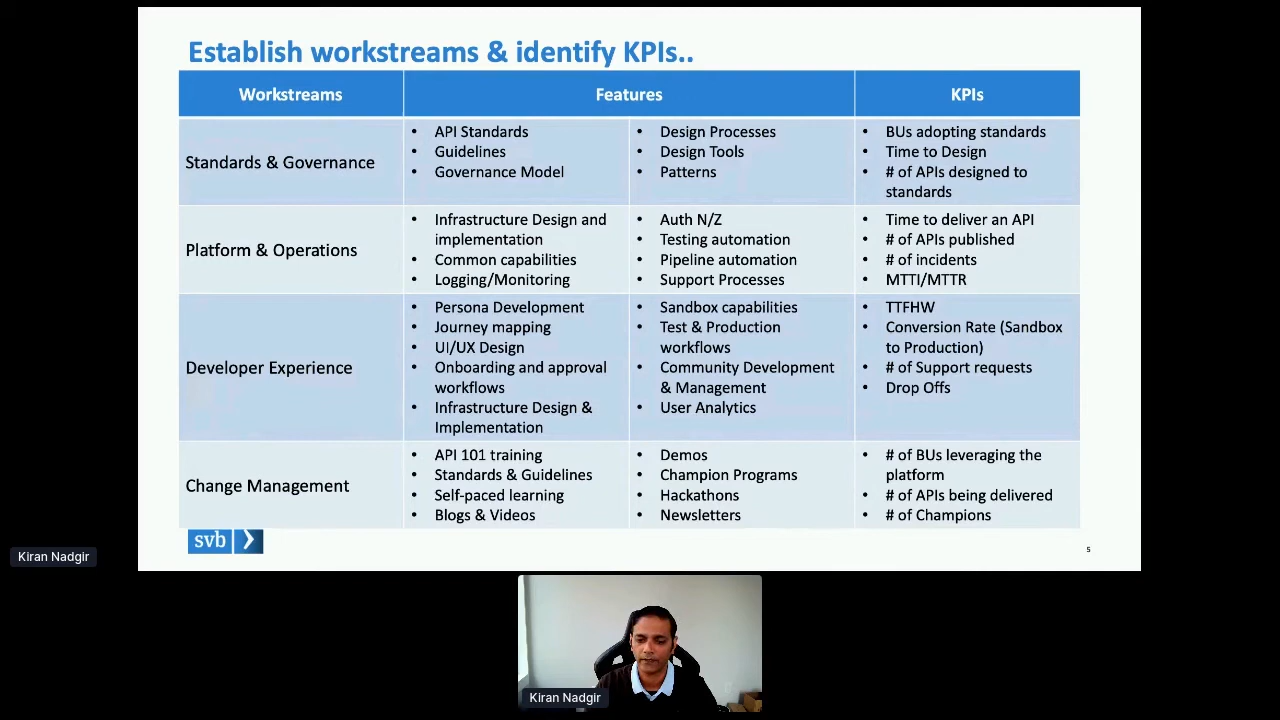 Establish workstreams & identify KPIs..
Workstreams
Features
KPIs
Standards & Governance
• API Standards
• Guidelines
• Governance Model
• Design Processes
• Design Tools
• Patterns
• BUs adopting standards
• Time to Design
• # of APIs designed to
standards
Platform & Operations
• Infrastructure Design and
implementation
• Common capabilities
• Logging/Monitoring
• Auth N/Z
• Testing automation
• Pipeline automation
• Support Processes
• Time to deliver an API
• # of APIs published
• # of incidents
• MTTI/MTTR
Developer Experience
• Persona Development
• Journey mapping
• UI/UX Design
• Onboarding and approval
workflows
• Infrastructure Design &
Implementation
• Sandbox capabilities
• Test & Production
workflows
• Community Development
& Management
• User Analytics
• TTFHW
• Conversion Rate (Sandbox
to Production)
• # of Support requests
• Drop Offs
Change Management
• API 101 training
• Standards & Guidelines
• Self-paced learning
• Blogs & Videos
• Demos
• Champion Programs
• Hackathons
• Newsletters
• # of BUs leveraging the
platform
• # of APIs being delivered
• # of Champions
svb
5
Kiran Nadgir
Kiran Nadgir